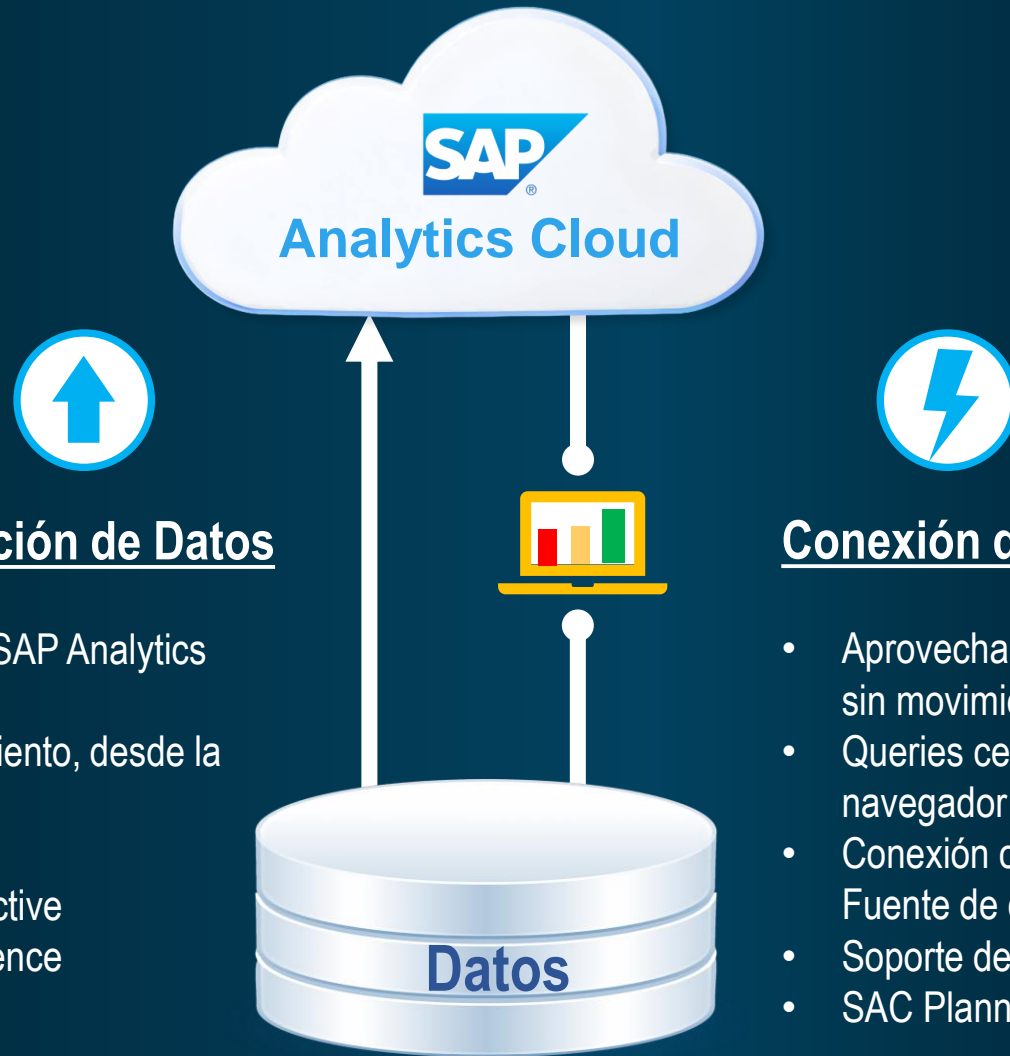 SAP
®
Analytics Cloud
ción de Datos
SAP Analytics
iento, desde la
ctive
ence
Datos
Conexión d
• Aprovecha
sin movimie
• Queries ce
navegador
• Conexión d
Fuente de
• Soporte de
• SAC Plann